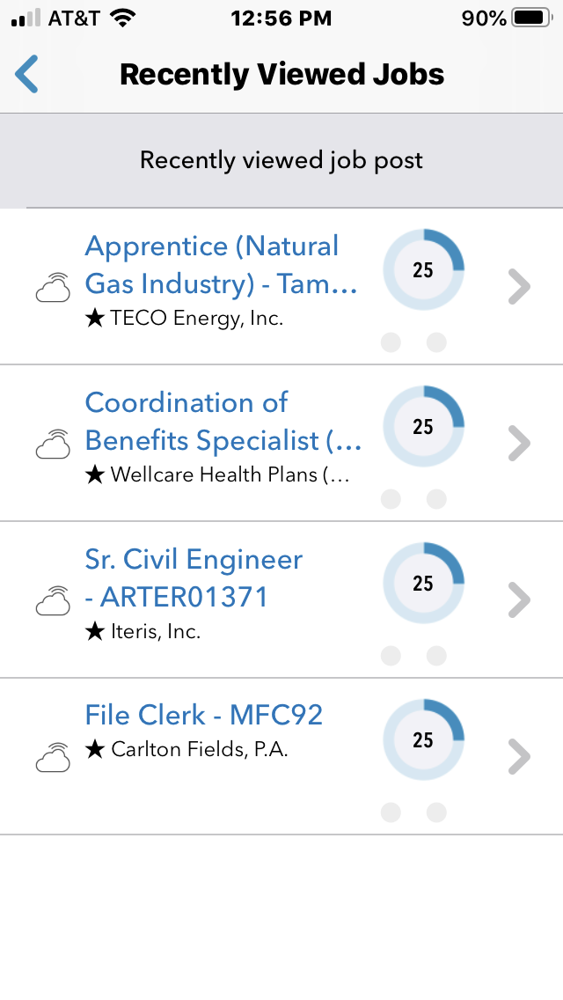 AT&T 12:56 PM 90%
Recently Viewed Jobs
Recently viewed job post
Apprentice (Natural
Gas Industry) - Tam...
25
★ TECO Energy, Inc.
Coordination of
Benefits Specialist (...
25
★ Wellcare Health Plans (...
Sr. Civil Engineer
- ARTER01371
25
★ Iteris, Inc.
File Clerk - MFC92
25
★ Carlton Fields, P.A.